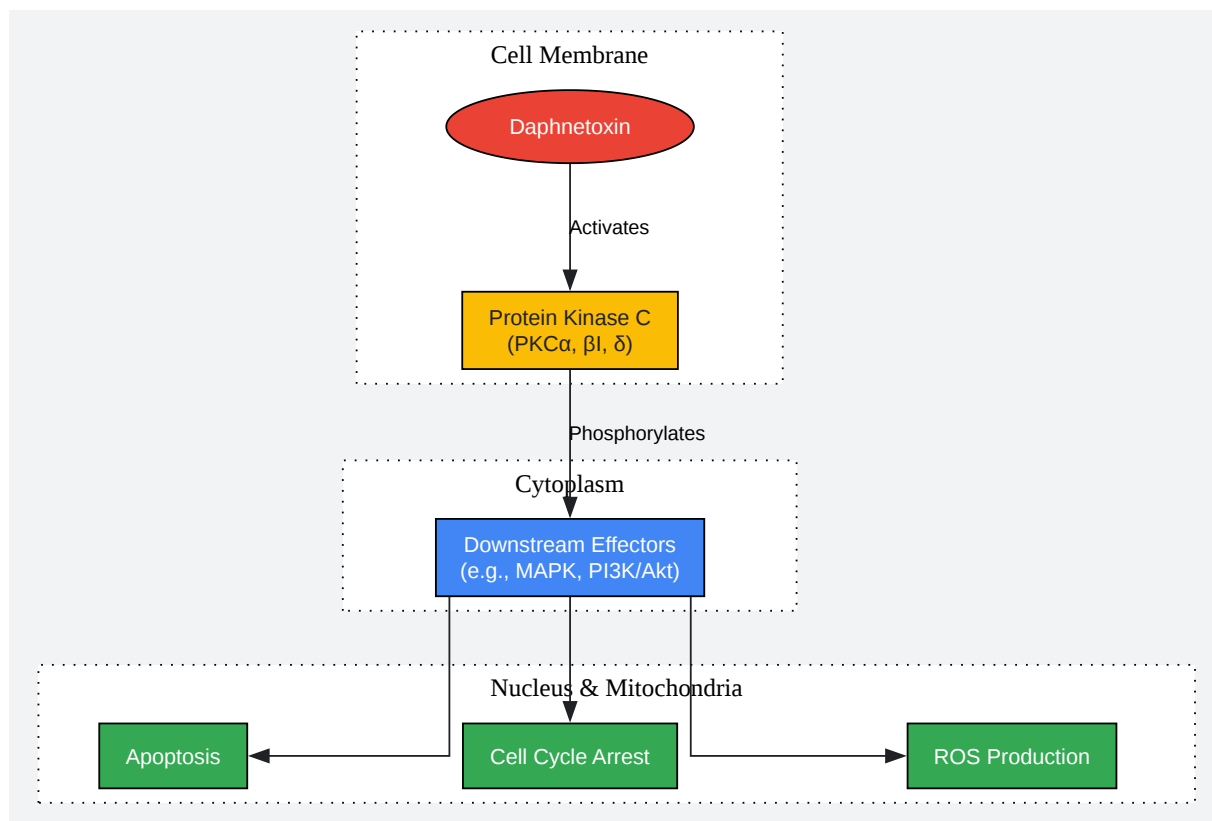 Cell Membrane
Daphnetoxin
Activates
Protein Kinase C
(PKCα, βI, δ)
Phosphorylates
Cytoplasm
Downstream Effectors
(e.g., MAPK, PI3K/Akt)
Nucleus & Mitochondria
Apoptosis
Cell Cycle Arrest
ROS Production